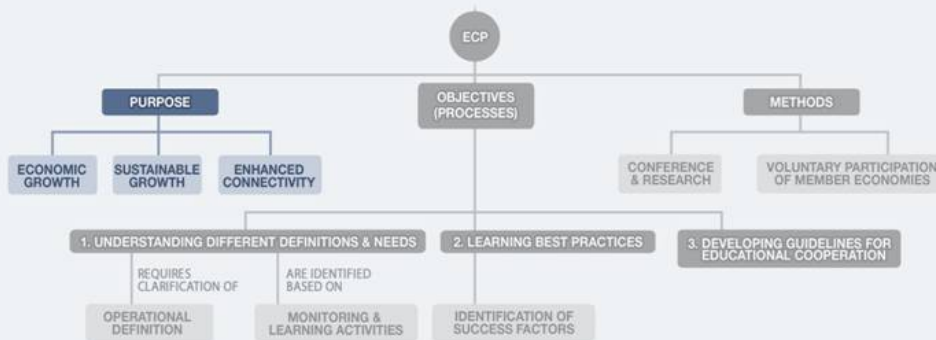 ECP
PURPOSE
OBJECTIVES
(PROCESSES)
METHODS
ECONOMIC
GROWTH
SUSTAINABLE
GROWTH
ENHANCED
CONNECTIVITY
CONFERENCE
& RESEARCH
VOLUNTARY PARTICIPATION
OF MEMBER ECONOMIES
1. UNDERSTANDING DIFFERENT DEFINITIONS & NEEDS
2. LEARNING BEST PRACTICES
3. DEVELOPING GUIDELINES FOR
EDUCATIONAL COOPERATION
REQUIRES
CLARIFICATION OF
ARE IDENTIFIED
BASED ON
OPERATIONAL
DEFINITION
MONITORING &
LEARNING ACTIVITIES
IDENTIFICATION OF
SUCCESS FACTORS